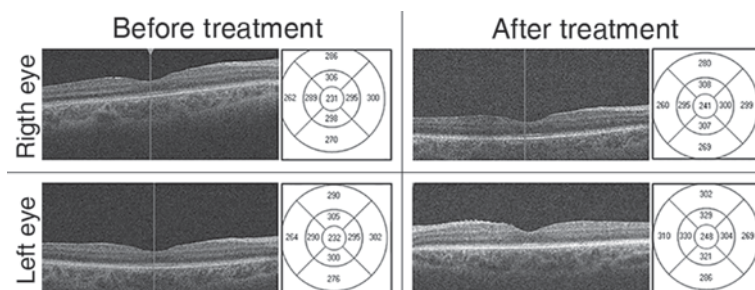 Before treatment
After treatment
Rigth eye
286
306
262 289 231 295 300
298
270
280
308
260 295 241 300 299
307
269
Left eye
290
305
264 290 232 295 302
300
276
302
329
310 330 248 304 269
321
286